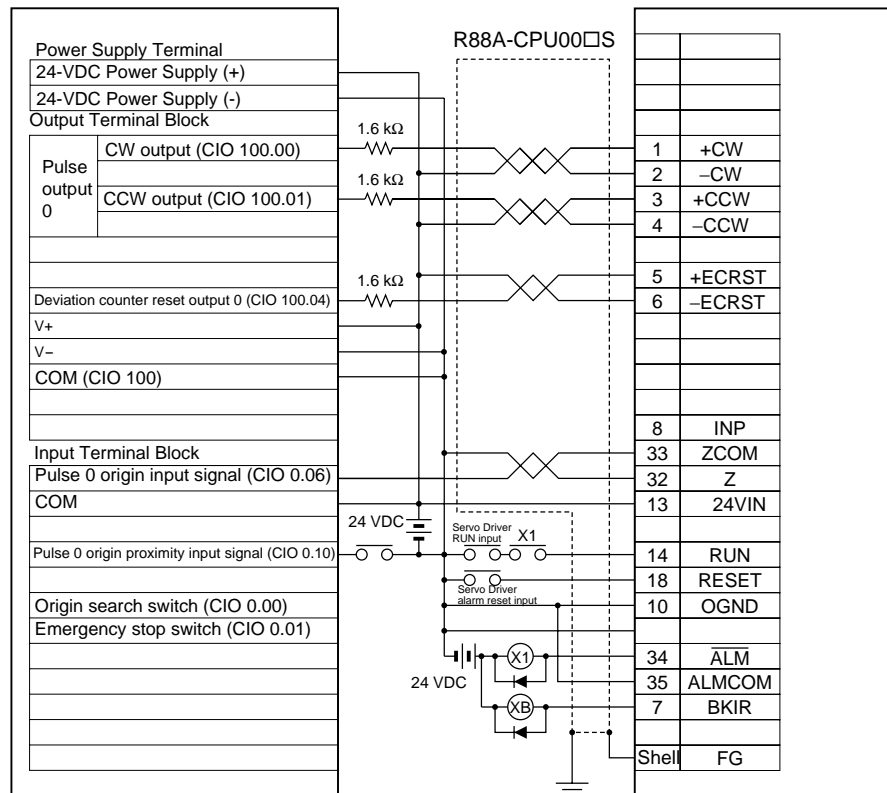 R88A-CPU00□S
Power Supply Terminal
24-VDC Power Supply (+)
24-VDC Power Supply (-)
Output Terminal Block
Pulse output 0
CW output (CIO 100.00)
CCW output (CIO 100.01)
1.6 kΩ
1.6 kΩ
1.6 kΩ
Deviation counter reset output 0 (CIO 100.04)
V+
V−
COM (CIO 100)
Input Terminal Block
Pulse 0 origin input signal (CIO 0.06)
COM
Pulse 0 origin proximity input signal (CIO 0.10)
Origin search switch (CIO 0.00)
Emergency stop switch (CIO 0.01)
24 VDC
Servo Driver
RUN input
X1
Servo Driver
alarm reset input
24 VDC
X1
XB
1 +CW
2 −CW
3 +CCW
4 −CCW
5 +ECRST
6 −ECRST
8 INP
33 ZCOM
32 Z
13 24VIN
14 RUN
18 RESET
10 OGND
34 ALM
35 ALMCOM
7 BKIR
Shell FG